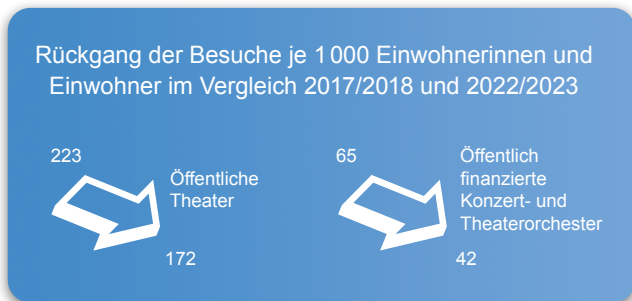 Rückgang der Besuche je 1 000 Einwohnerinnen und
Einwohner im Vergleich 2017/2018 und 2022/2023
223
Öffentliche
Theater
172
65
Öffentlich
finanzierte
Konzert- und
Theaterorchester
42